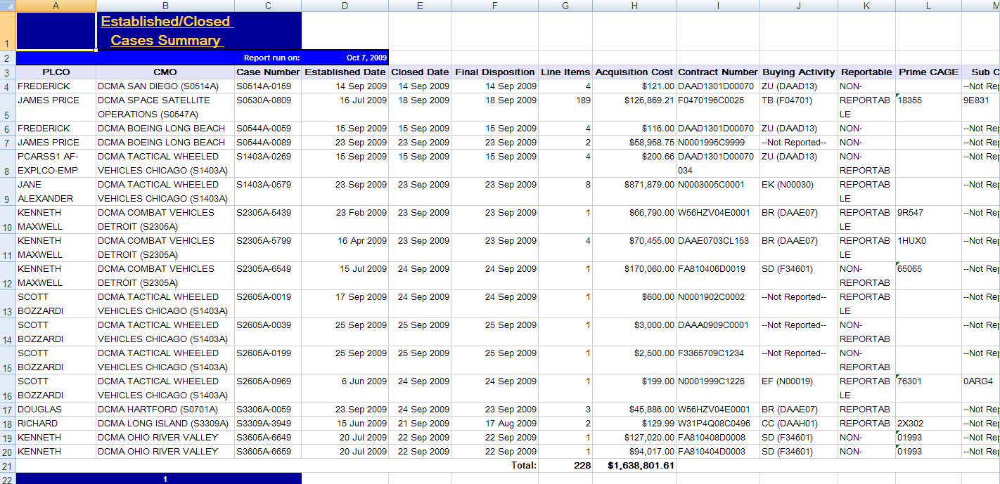 A B C D E F G H I J K L M
1 Established/Closed
Cases Summary
2 Report run on: Oct 7, 2009
3 PLCO CMO Case Number Established Date Closed Date Final Disposition Line Items Acquisition Cost Contract Number Buying Activity Reportable Prime CAGE Sub C
4 FREDERICK DCMA SAN DIEGO (S0514A) S0514A-0159 14 Sep 2009 14 Sep 2009 14 Sep 2009 4 $121.00 DAAD1301D00070 ZU (DAAD13) NON- --Not Rep
JAMES PRICE DCMA SPACE SATELLITE S0530A-0809 16 Jul 2009 18 Sep 2009 18 Sep 2009 189 $126,869.21 F0470196C0025 TB (F04701) REPORTAB 18355 9E831
5 OPERATIONS (S0547A) LE
6 FREDERICK DCMA BOEING LONG BEACH S0544A-0059 15 Sep 2009 15 Sep 2009 15 Sep 2009 4 $116.00 DAAD1301D00070 ZU (DAAD13) NON- --Not Rep
7 JAMES PRICE DCMA BOEING LONG BEACH S0544A-0089 23 Sep 2009 23 Sep 2009 23 Sep 2009 2 $58,958.75 N0001995C9999 --Not Reported-- NON- --Not Rep
PCARSS1 AF- DCMA TACTICAL WHEELED S1403A-0269 15 Sep 2009 15 Sep 2009 15 Sep 2009 4 $200.66 DAAD1301D00070 ZU (DAAD13) NON- --Not Rep
8 EXPLCO-EMP VEHICLES CHICAGO (S1403A) 034 REPORTAB
JANE DCMA TACTICAL WHEELED S1403A-0579 23 Sep 2009 23 Sep 2009 23 Sep 2009 8 $871,879.00 N0003005C0001 EK (N00030) REPORTAB --Not Rep
9 ALEXANDER VEHICLES CHICAGO (S1403A) LE
KENNETH DCMA COMBAT VEHICLES S2305A-5439 23 Feb 2009 23 Sep 2009 23 Sep 2009 1 $66,790.00 W56HZV04E0001 BR (DAAE07) REPORTAB 9R547 --Not Rep
10 MAXWELL DETROIT (S2305A) LE
KENNETH DCMA COMBAT VEHICLES S2305A-5799 16 Apr 2009 23 Sep 2009 23 Sep 2009 4 $70,455.00 DAAE0703CL153 BR (DAAE07) REPORTAB 1HUX0 --Not Rep
11 MAXWELL DETROIT (S2305A) LE
KENNETH DCMA COMBAT VEHICLES S2305A-6549 15 Jul 2009 24 Sep 2009 24 Sep 2009 1 $170,060.00 FA810406D0019 SD (F34601) NON- 65065 --Not Rep
12 MAXWELL DETROIT (S2305A) REPORTAB
SCOTT DCMA TACTICAL WHEELED S2605A-0019 17 Sep 2009 24 Sep 2009 24 Sep 2009 1 $600.00 N0001902C0002 --Not Reported-- REPORTAB --Not Rep
13 BOZZARDI VEHICLES CHICAGO (S1403A) LE
SCOTT DCMA TACTICAL WHEELED S2605A-0039 25 Sep 2009 25 Sep 2009 25 Sep 2009 1 $3,000.00 DAAA0909C0001 --Not Reported-- NON- --Not Rep
14 BOZZARDI VEHICLES CHICAGO (S1403A) REPORTAB
SCOTT DCMA TACTICAL WHEELED S2605A-0199 25 Sep 2009 25 Sep 2009 25 Sep 2009 1 $2,500.00 F3365709C1234 --Not Reported-- NON- --Not Rep
15 BOZZARDI VEHICLES CHICAGO (S1403A) REPORTAB
SCOTT DCMA TACTICAL WHEELED S2605A-0969 6 Jun 2009 24 Sep 2009 24 Sep 2009 1 $199.00 N0001999C1226 EF (N00019) REPORTAB 76301 0ARG4
16 BOZZARDI VEHICLES CHICAGO (S1403A) LE
17 DOUGLAS DCMA HARTFORD (S0701A) S3306A-0059 23 Sep 2009 24 Sep 2009 23 Sep 2009 3 $45,886.00 W56HZV04E0001 BR (DAAE07) REPORTAB --Not Rep
18 RICHARD DCMA LONG ISLAND (S3309A) S3309A-3949 15 Jun 2009 21 Sep 2009 17 Aug 2009 2 $129.99 W31P4Q08C0496 CC (DAAH01) REPORTAB 2X302 --Not Rep
19 KENNETH DCMA OHIO RIVER VALLEY S3605A-6649 20 Jul 2009 22 Sep 2009 22 Sep 2009 1 $127,020.00 FA810408D0008 SD (F34601) NON- 01993 --Not Rep
20 KENNETH DCMA OHIO RIVER VALLEY S3605A-6659 20 Jul 2009 22 Sep 2009 22 Sep 2009 1 $94,017.00 FA810404D0003 SD (F34601) NON- 01993 --Not Rep
21 Total: 228 $1,638,801.61
22 1